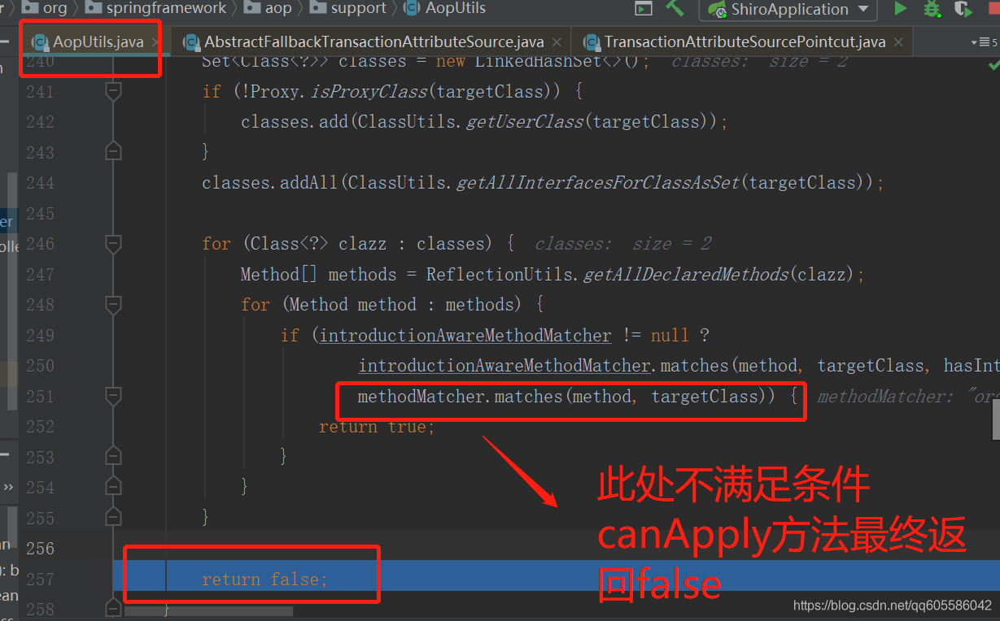 org springframework aop support AopUtils ShiroApplication
AopUtils.java AbstractFallbackTransactionAttributeSource.java TransactionAttributeSourcePointcut.java 5
240 Set<Class<?>> classes = new LinkedHashSet<>(); classes: size = 2
241 if (!Proxy.isProxyClass(targetClass)) {
242 classes.add(ClassUtils.getUserClass(targetClass));
243 }
244 classes.addAll(ClassUtils.getAllInterfacesForClassAsSet(targetClass));
245
246 for (Class<?> clazz : classes) { classes: size = 2
247 Method[] methods = ReflectionUtils.getAllDeclaredMethods(clazz);
248 for (Method method : methods) {
249 if (introductionAwareMethodMatcher != null ?
250 introductionAwareMethodMatcher.matches(method, targetClass, hasInt
251 methodMatcher.matches(method, targetClass)) { methodMatcher: "or
252 return true;
253 }
254 }
255 }
256
257 return false;
258 }
此处不满足条件
canApply方法最终返
回false
https://blog.csdn.net/qq605586042